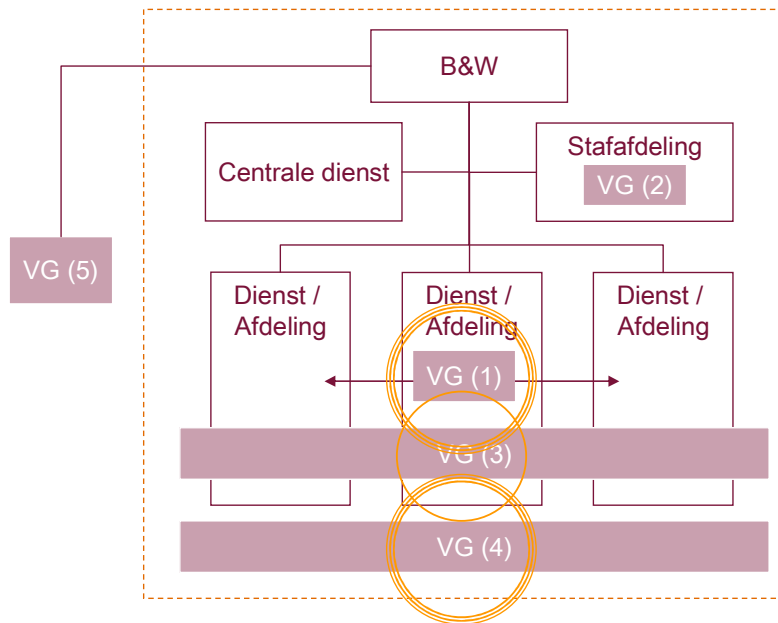 B&W
Centrale dienst
Stafafdeling
VG (2)
VG (5)
Dienst /
Afdeling
Dienst /
Afdeling
VG (1)
Dienst /
Afdeling
VG (3)
VG (4)